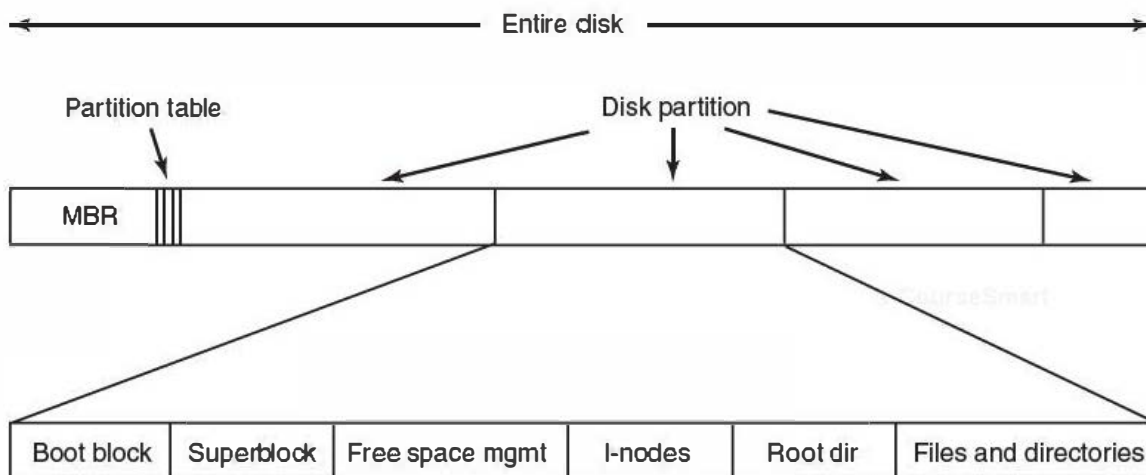 Entire disk
Partition table
Disk partition
MBR
CourseSmart
Boot block
Superblock
Free space mgmt
I-nodes
Root dir
Files and directories